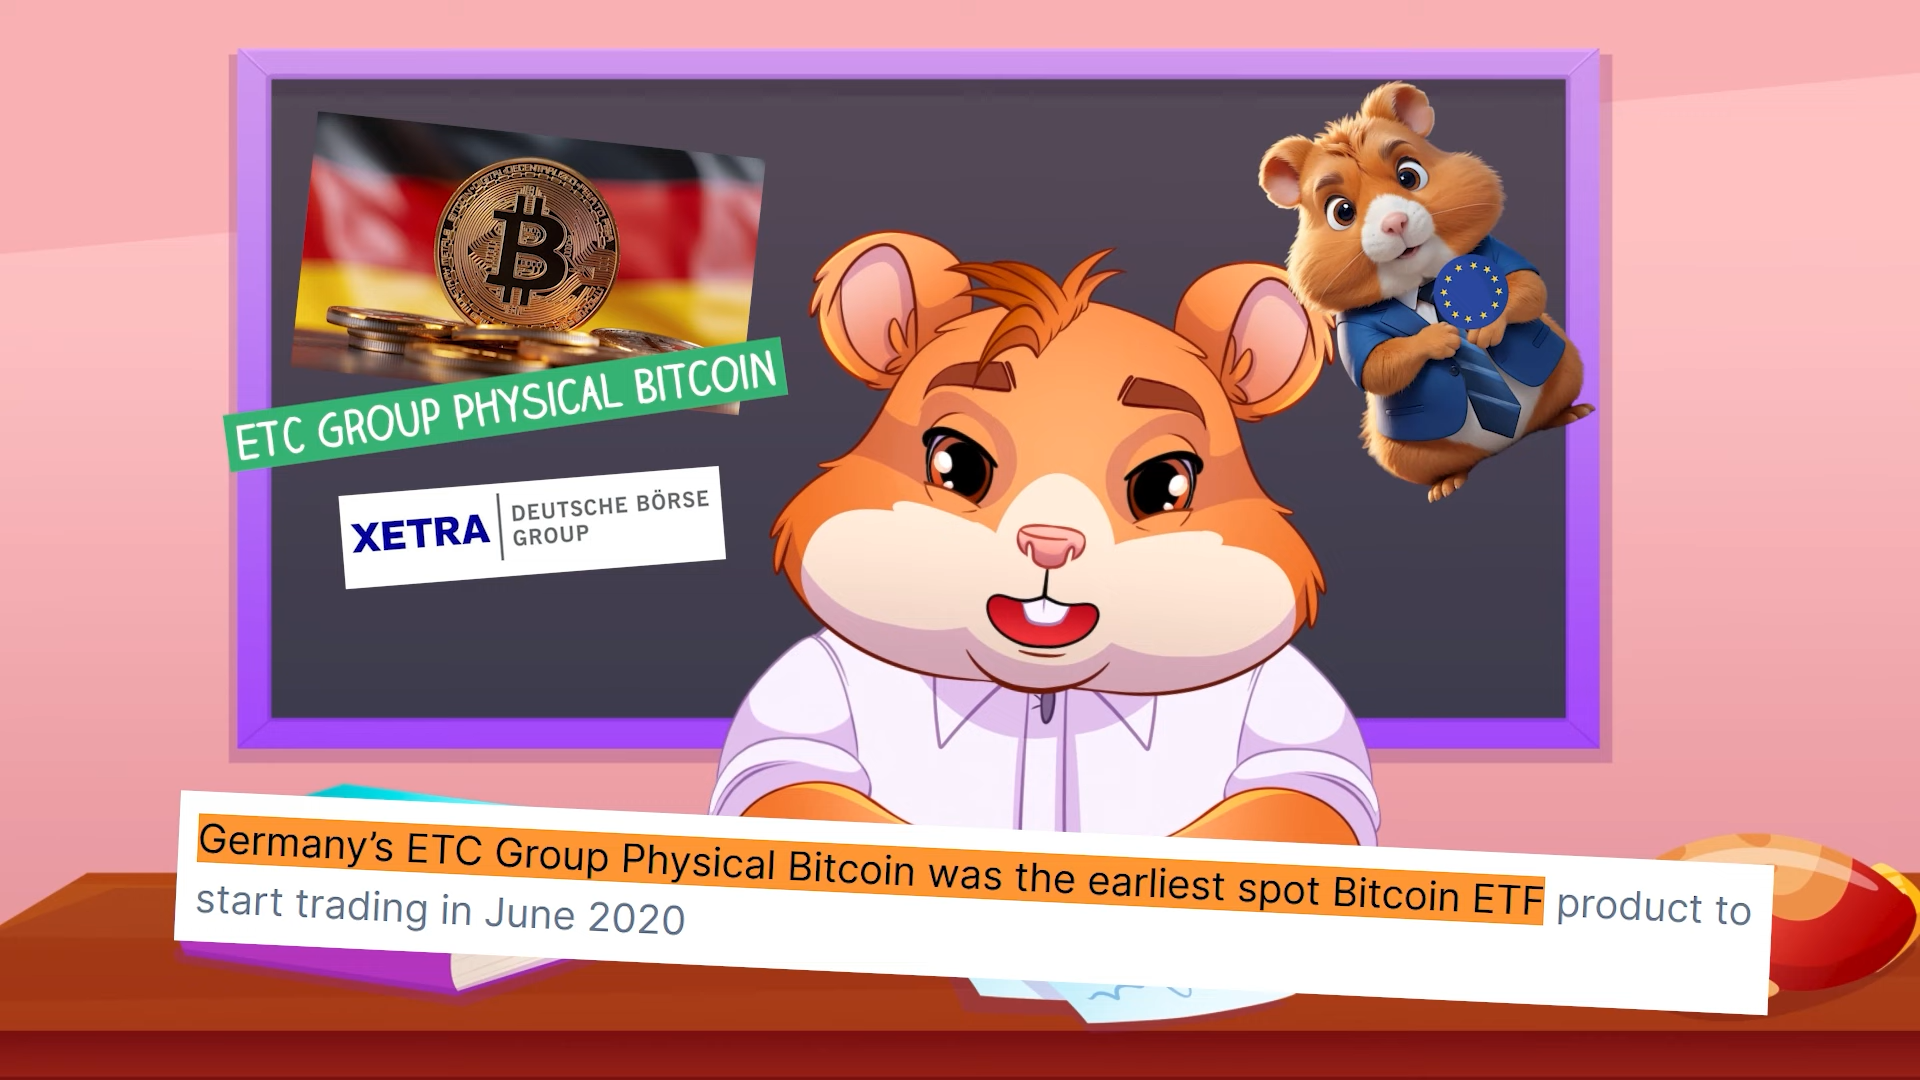 ETC GROUP PHYSICAL BITCOIN
XETRA
DEUTSCHE BÖRSE
GROUP
Germany’s ETC Group Physical Bitcoin was the earliest spot Bitcoin ETF product to
start trading in June 2020